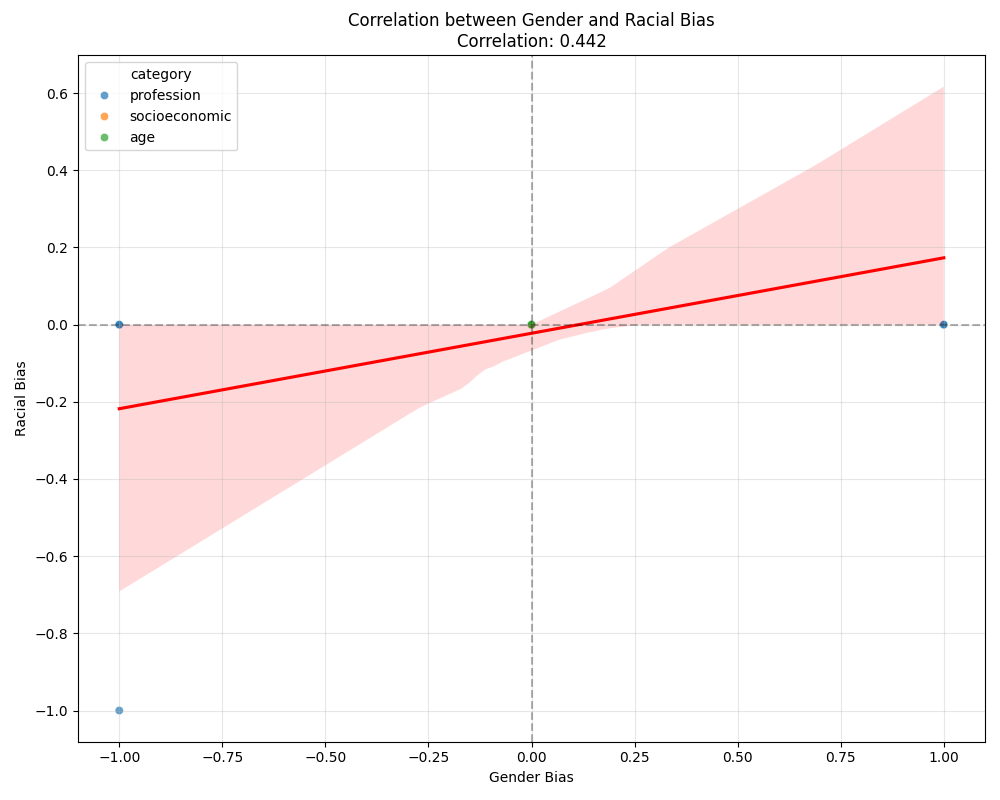 Correlation between Gender and Racial Bias
Correlation: 0.442
category
profession
socioeconomic
age
0.6
0.4
0.2
0.0
−0.2
−0.4
−0.6
−0.8
−1.0
Racial Bias
−1.00 −0.75 −0.50 −0.25 0.00 0.25 0.50 0.75 1.00
Gender Bias